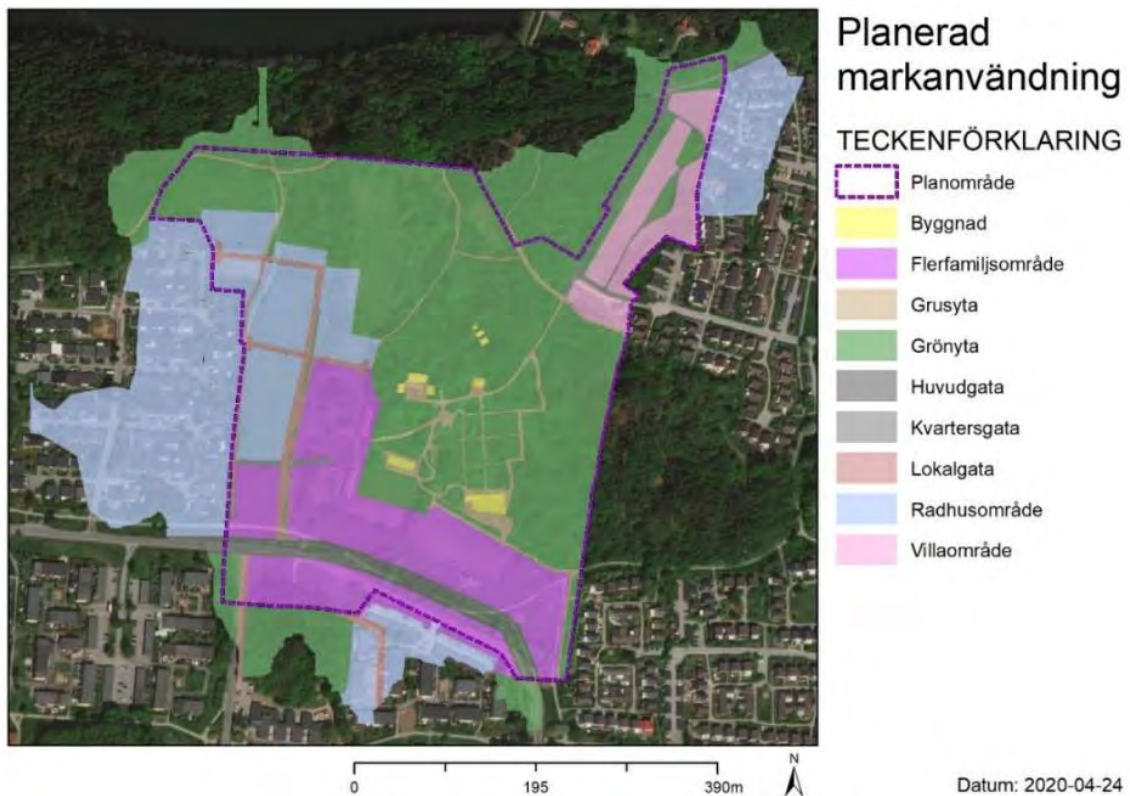 Planerad
markanvändning
TECKENFÖRKLARING
Planområde
Byggnad
Flerfamiljsområde
Grusyta
Grönyta
Huvudgata
Kvartersgata
Lokalgata
Radhusområde
Villaområde
0 195 390m
N
Datum: 2020-04-24